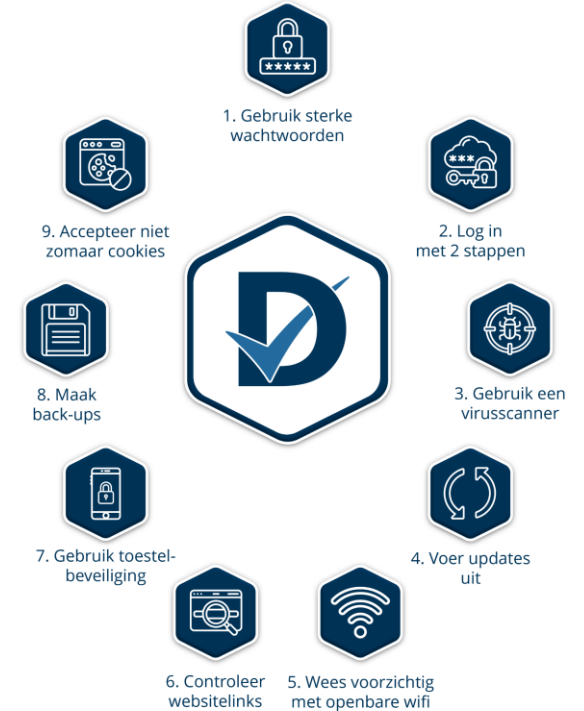 *****
1. Gebruik sterke
wachtwoorden
***
2. Log in
met 2 stappen
3. Gebruik een
virusscanner
4. Voer updates
uit
5. Wees voorzichtig
met openbare wifi
6. Controleer
websitelinks
7. Gebruik toestel-
beveiliging
8. Maak
back-ups
9. Accepteer niet
zomaar cookies
D